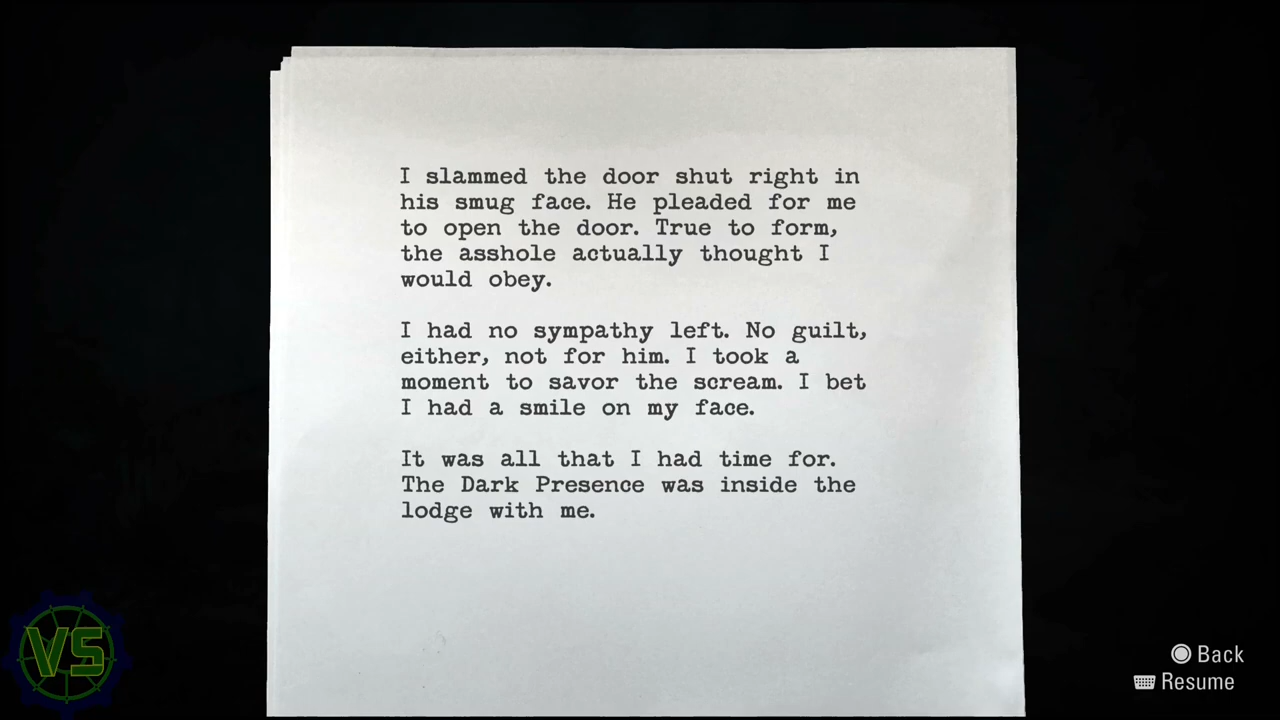 I slammed the door shut right in
his smug face. He pleaded for me
to open the door. True to form,
the asshole actually thought I
would obey.
I had no sympathy left. No guilt,
either, not for him. I took a
moment to savor the scream. I bet
I had a smile on my face.
It was all that I had time for.
The Dark Presence was inside the
lodge with me.
VS
Back
Resume